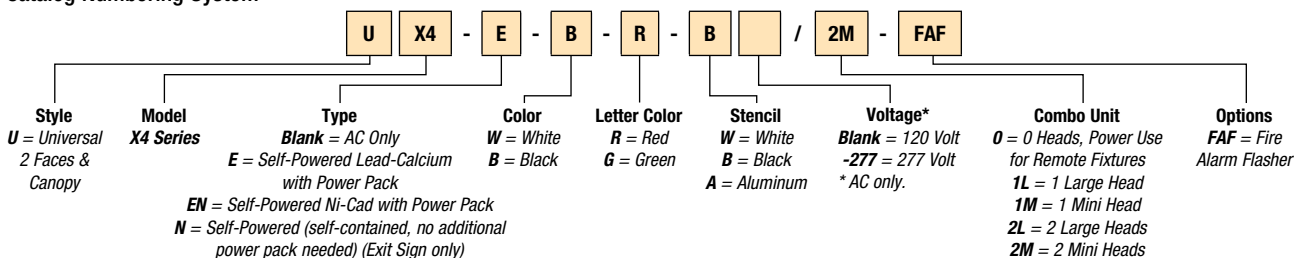 Catalog Numbering System
U X4 - E - B - R - B / 2M - FAF
Style
U = Universal
2 Faces &
Canopy
Model
X4 Series
Type
Blank = AC Only
E = Self-Powered Lead-Calcium
with Power Pack
EN = Self-Powered Ni-Cad with Power Pack
N = Self-Powered (self-contained, no additional
power pack needed) (Exit Sign only)
Color
W = White
B = Black
Letter Color
R = Red
G = Green
Stencil
W = White
B = Black
A = Aluminum
Voltage*
Blank = 120 Volt
-277 = 277 Volt
* AC only.
Combo Unit
0 = 0 Heads, Power Use
for Remote Fixtures
1L = 1 Large Head
1M = 1 Mini Head
2L = 2 Large Heads
2M = 2 Mini Heads
Options
FAF = Fire
Alarm Flasher